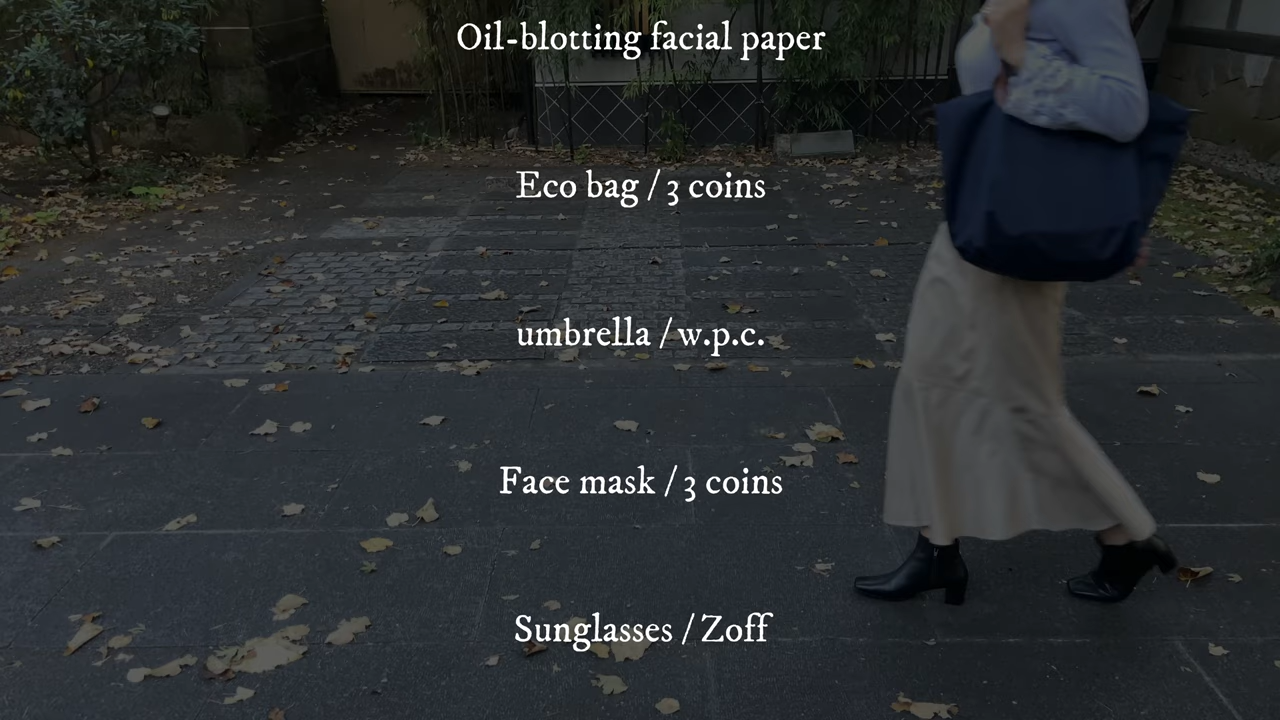 Oil-blotting facial paper
Eco bag / 3 coins
umbrella / w.p.c.
Face mask / 3 coins
Sunglasses / Zoff